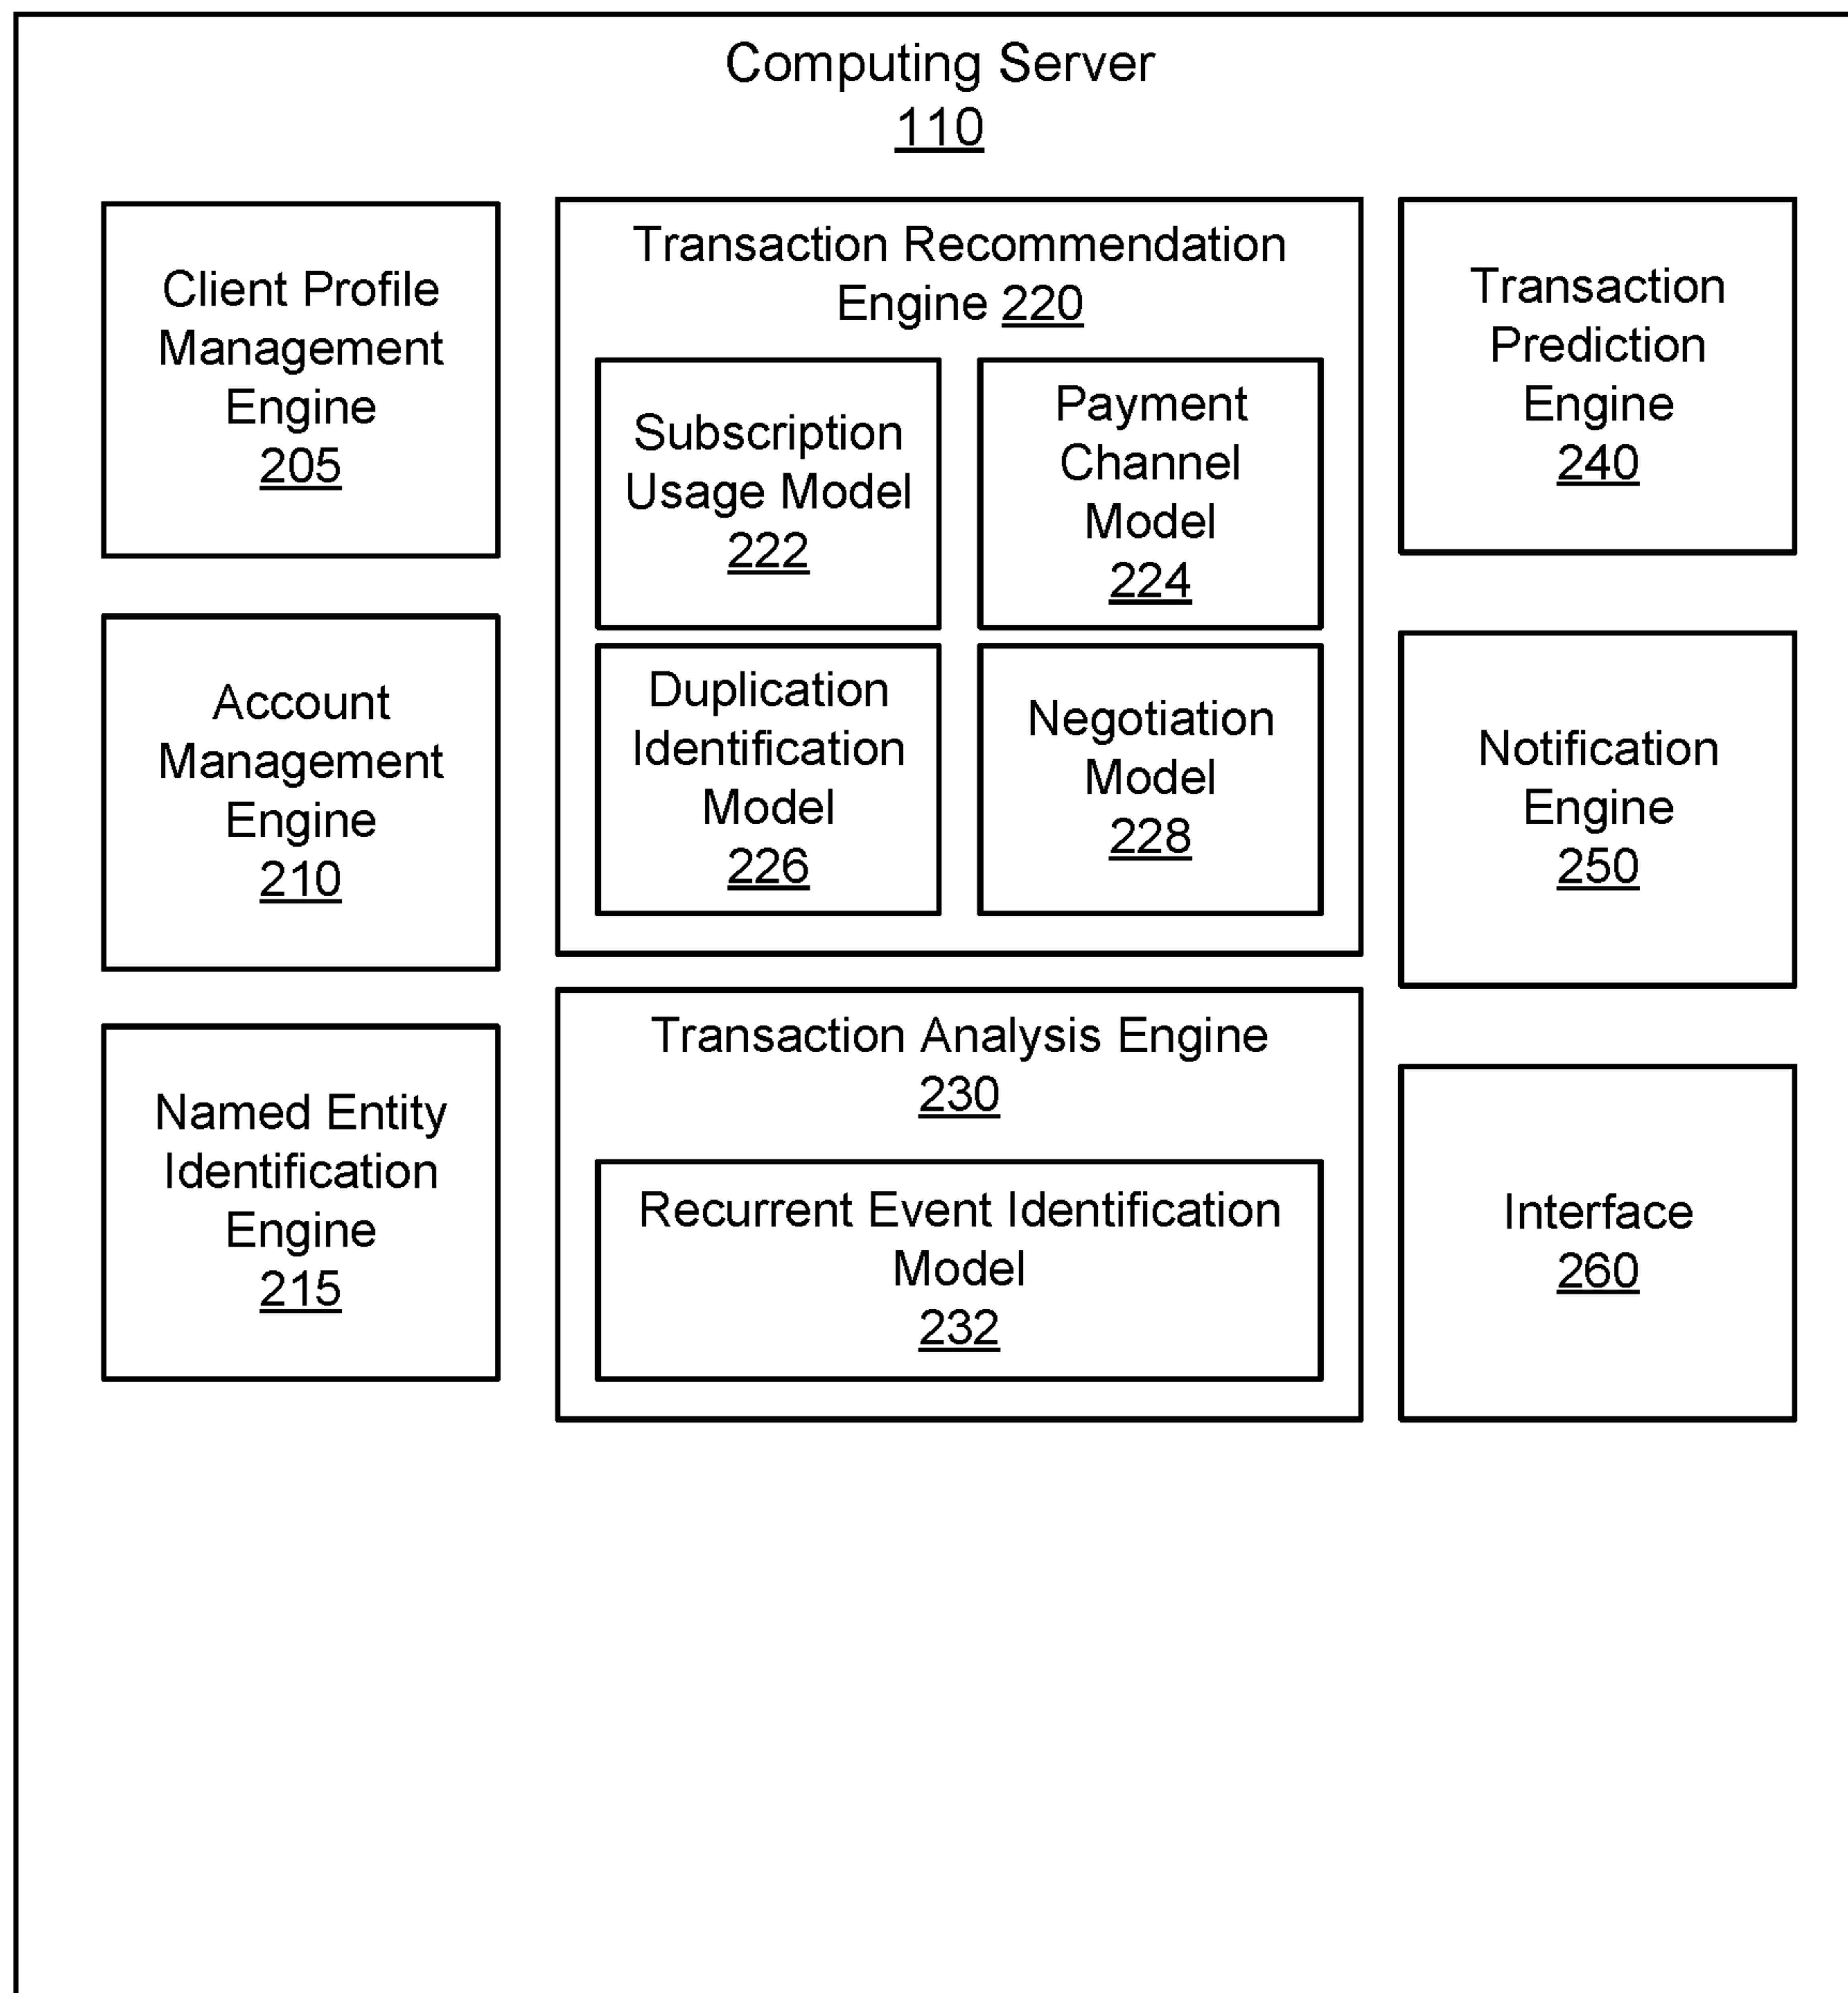 Computing Server
110
Client Profile
Management
Engine
205
Account
Management
Engine
210
Named Entity
Identification
Engine
215
Transaction Recommendation
Engine 220
Subscription
Usage Model
222
Payment
Channel
Model
224
Duplication
Identification
Model
226
Negotiation
Model
228
Transaction Analysis Engine
230
Recurrent Event Identification
Model
232
Transaction
Prediction
Engine
240
Notification
Engine
250
Interface
260